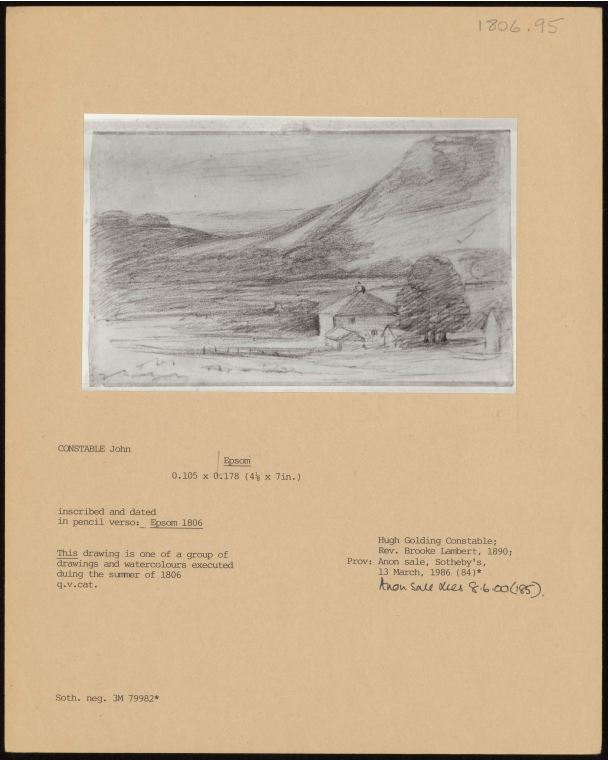 1806.95
CONSTABLE John
Epsom
0.105 x 0.178 (4⅛ x 7in.)
inscribed and dated
in pencil verso: Epsom 1806
This drawing is one of a group of
drawings and watercolours executed
duing the summer of 1806
q.v.cat.
Hugh Golding Constable;
Rev. Brooke Lambert, 1890;
Prov: Anon sale, Sotheby's,
13 March, 1986 (84)*
Anon sale 8.6.00 (185).
Soth. neg. 3M 79982*